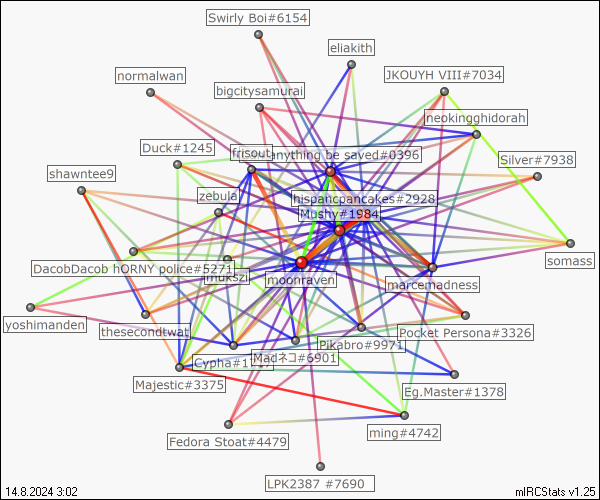 Swirly Boi#6154
eliakith
normalwan
JKOUYH VIII#7034
bigcitysamurai
neokingghidorah
Duck#1245
frisout
anything be saved#0396
Silver#7938
shawntee9
zebula
hispancpancakes#2928
Mushy#1984
somass
DacobDacob hORNY police#5271
mukszi
moonraven
marcemadness
yoshimanden
thesecondtwat
Pocket Persona#3326
Pikabro#9971
Cypha#
Madネコ#6901
Majestic#3375
Eg.Master#1378
ming#4742
Fedora Stoat#4479
LPK2387 #7690
14.8.2024 3:02
mIRCStats v1.25